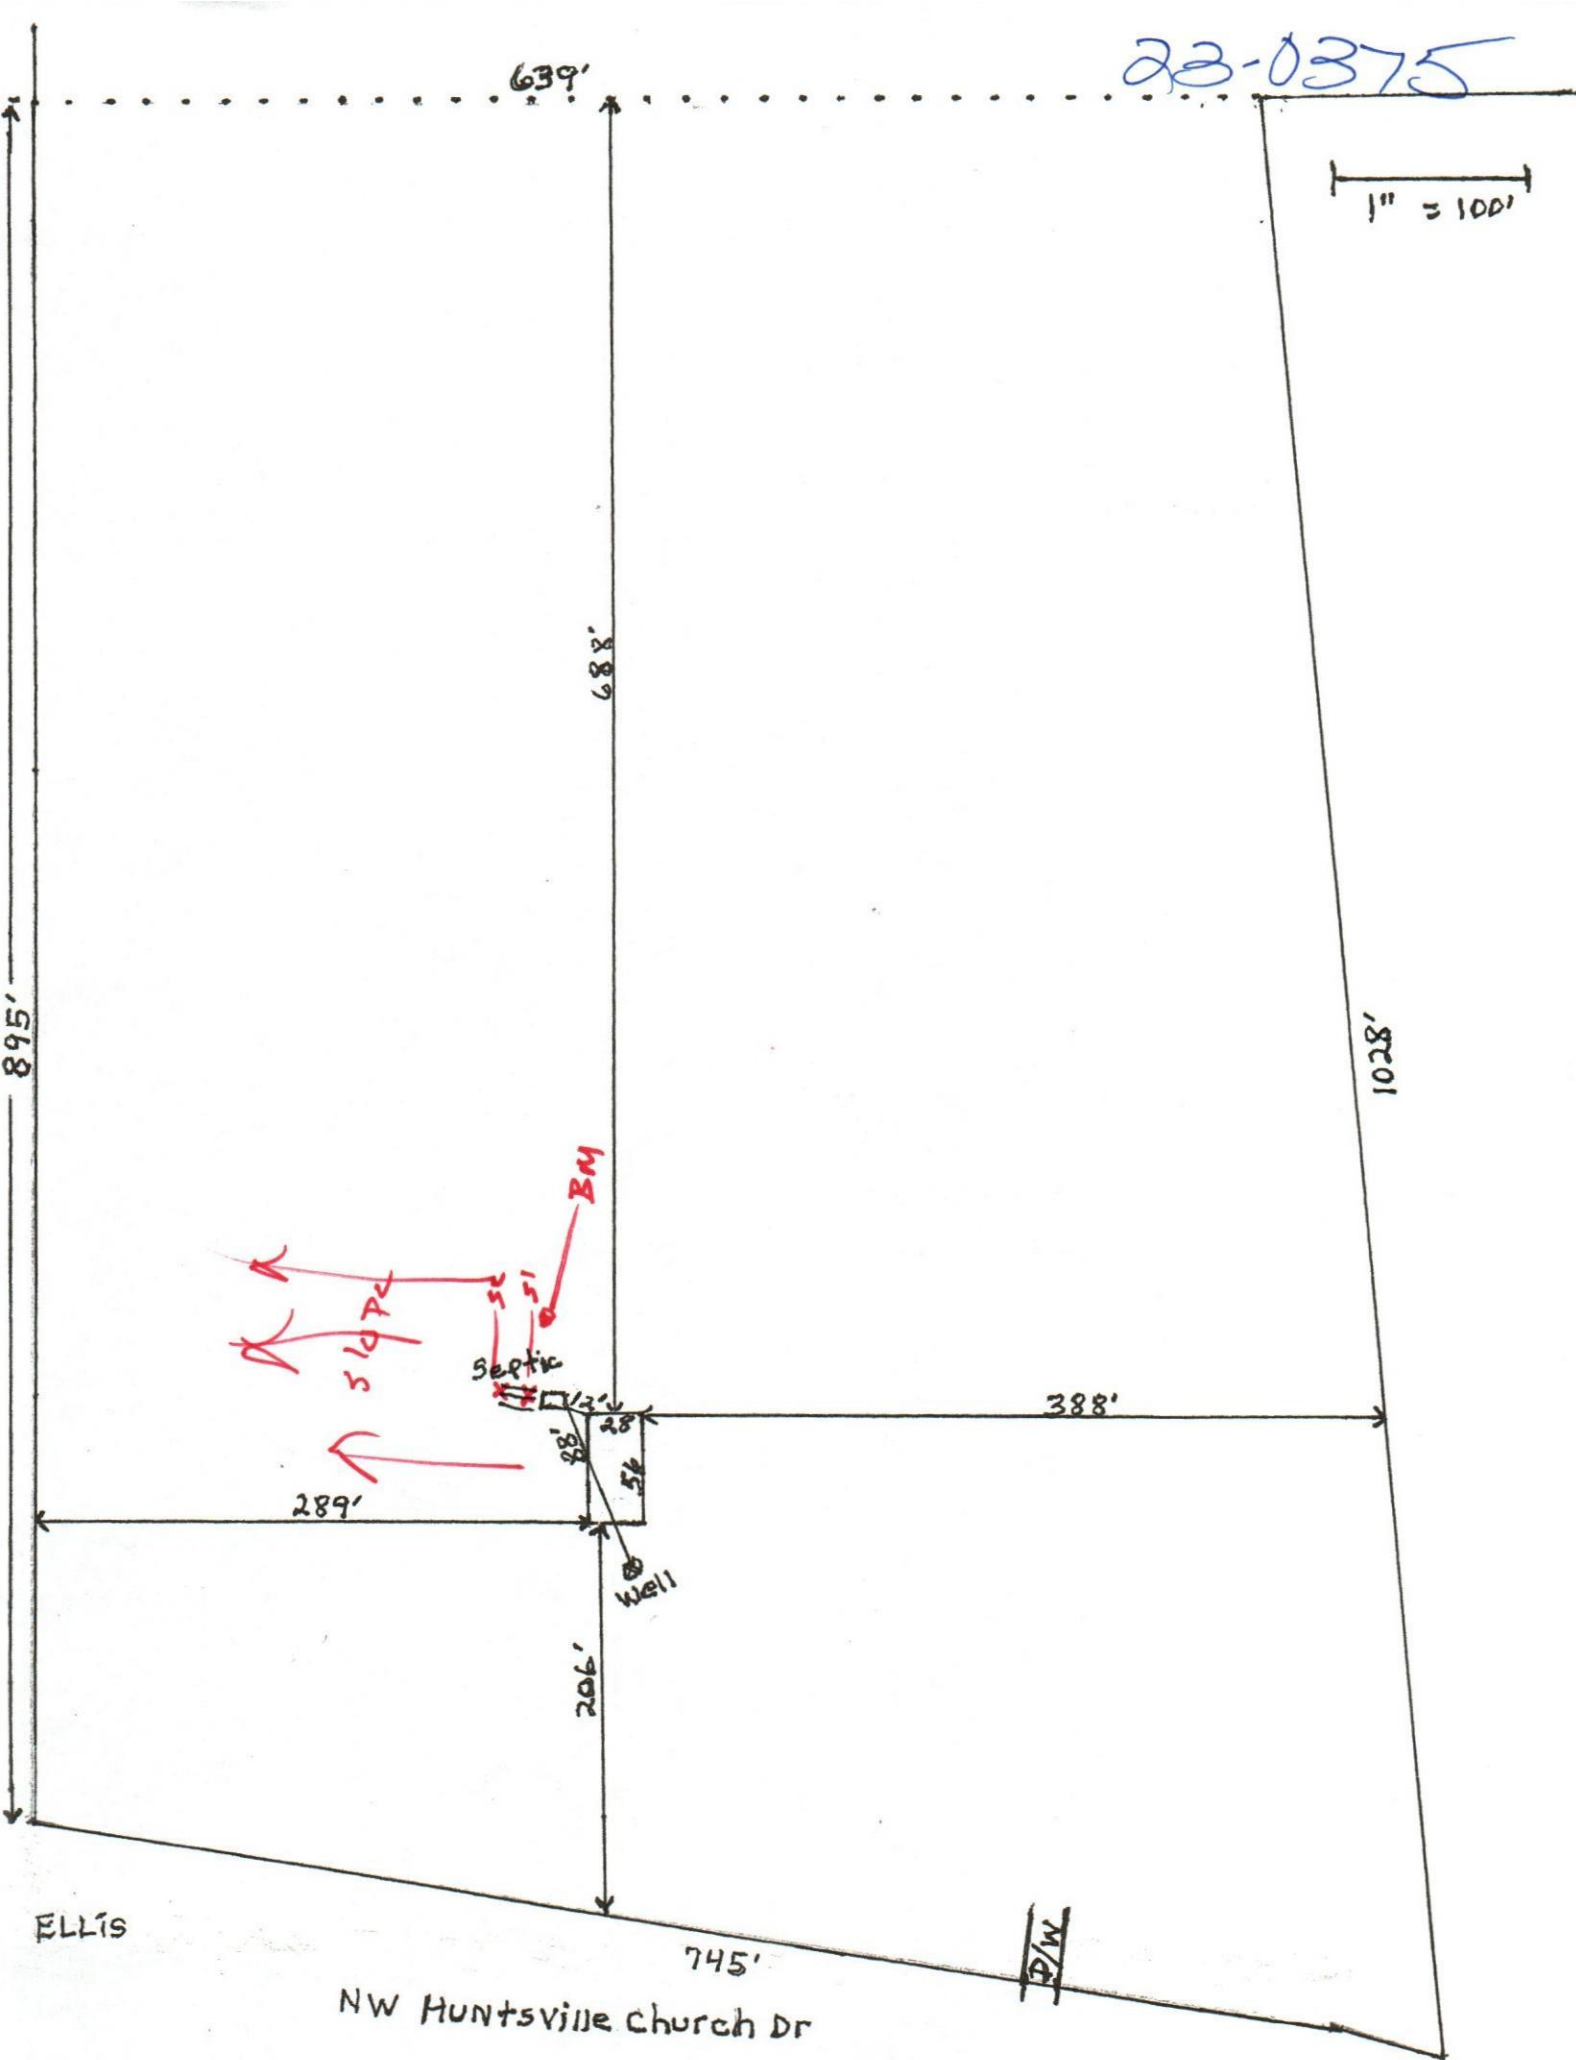 23-0375
639'
1" = 100'
688'
895'
1028'
BM
Slope
Septic
12'
28
388'
88'
56
289'
Well
206'
ELLiS
745'
D/W
NW HUNtsville Church Dr